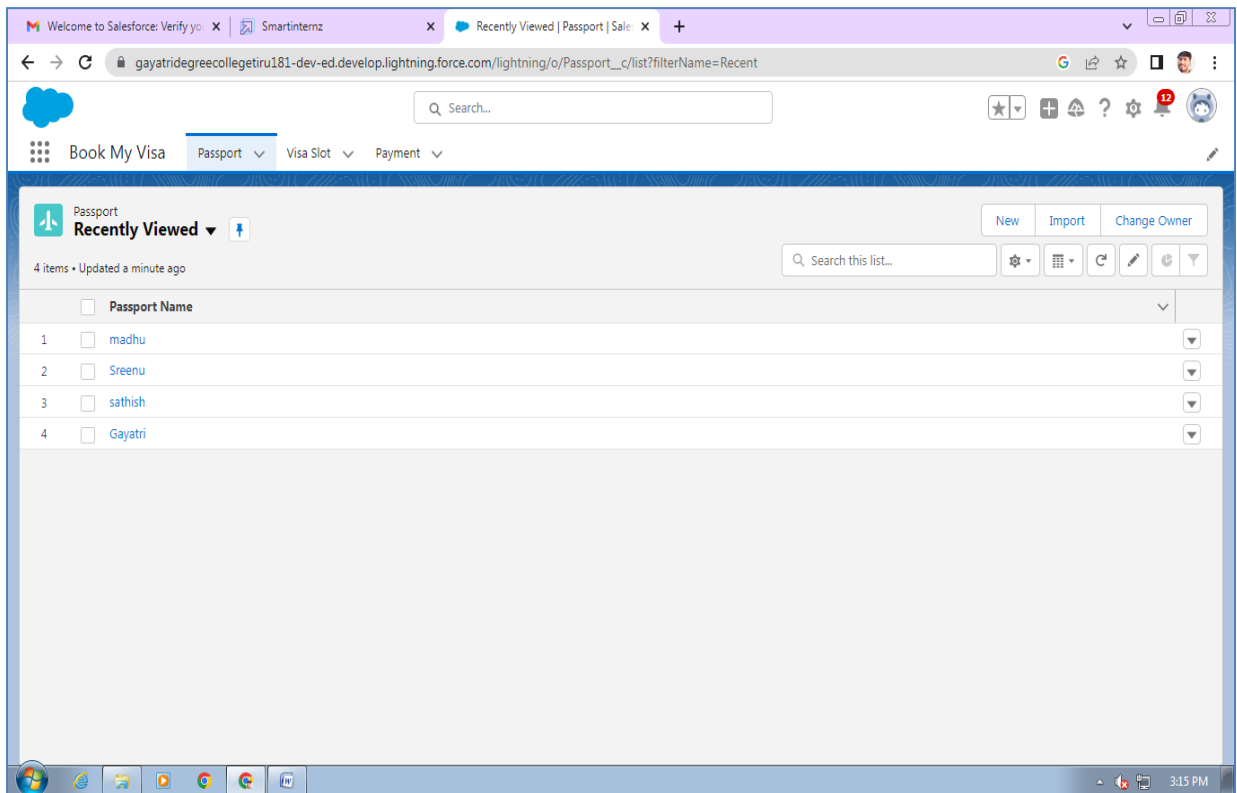 Welcome to Salesforce: Verify yo
Smartinternz
Recently Viewed | Passport | Sale
gayatridegreecollegetiru181-dev-ed.develop.lightning.force.com/lightning/o/Passport__c/list?filterName=Recent
Search...
12
Book My Visa Passport Visa Slot Payment
Passport
Recently Viewed
New Import Change Owner
4 items • Updated a minute ago
Search this list...
Passport Name
1 madhu
2 Sreenu
3 sathish
4 Gayatri
3:15 PM